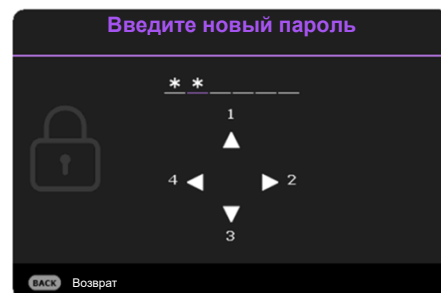 Введите новый пароль
* * _ _ _ _
1
4 2
3
BACK Возврат